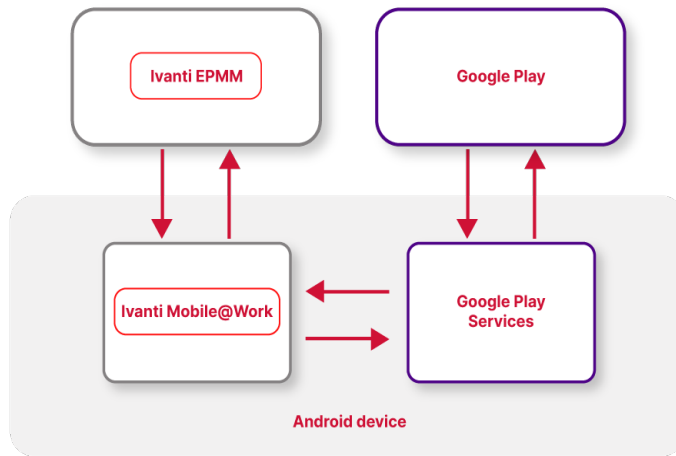 Ivanti EPMM
Google Play
Ivanti Mobile@Work
Google Play
Services
Android device